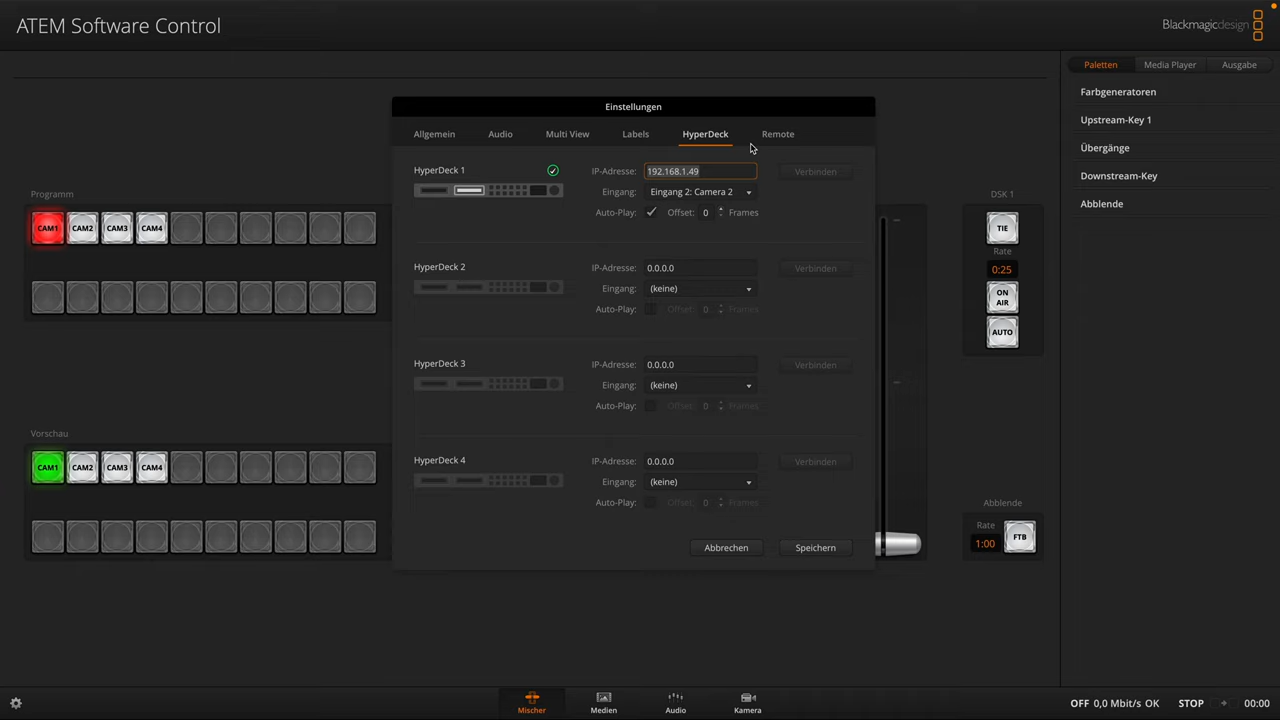 ATEM Software Control
Blackmagicdesign
Paletten Media Player Ausgabe
Farbgeneratoren
Upstream-Key 1
Übergänge
Downstream-Key
Abblende
Einstellungen
Allgemein Audio Multi View Labels HyperDeck Remote
HyperDeck 1
IP-Adresse: 192.168.1.49 Verbinden
Eingang: Eingang 2: Camera 2
Auto-Play: Offset: 0 Frames
HyperDeck 2
IP-Adresse: 0.0.0.0 Verbinden
Eingang: (keine)
Auto-Play: Offset: 0 Frames
HyperDeck 3
IP-Adresse: 0.0.0.0 Verbinden
Eingang: (keine)
Auto-Play: Offset: 0 Frames
HyperDeck 4
IP-Adresse: 0.0.0.0 Verbinden
Eingang: (keine)
Auto-Play: Offset: 0 Frames
Abbrechen Speichern
Programm
CAM1 CAM2 CAM3 CAM4
Vorschau
CAM1 CAM2 CAM3 CAM4
DSK 1
TIE
Rate
0:25
ON
AIR
AUTO
Abblende
Rate
1:00
FTB
Mischer Medien Audio Kamera
OFF 0,0 Mbit/s OK STOP 00:00